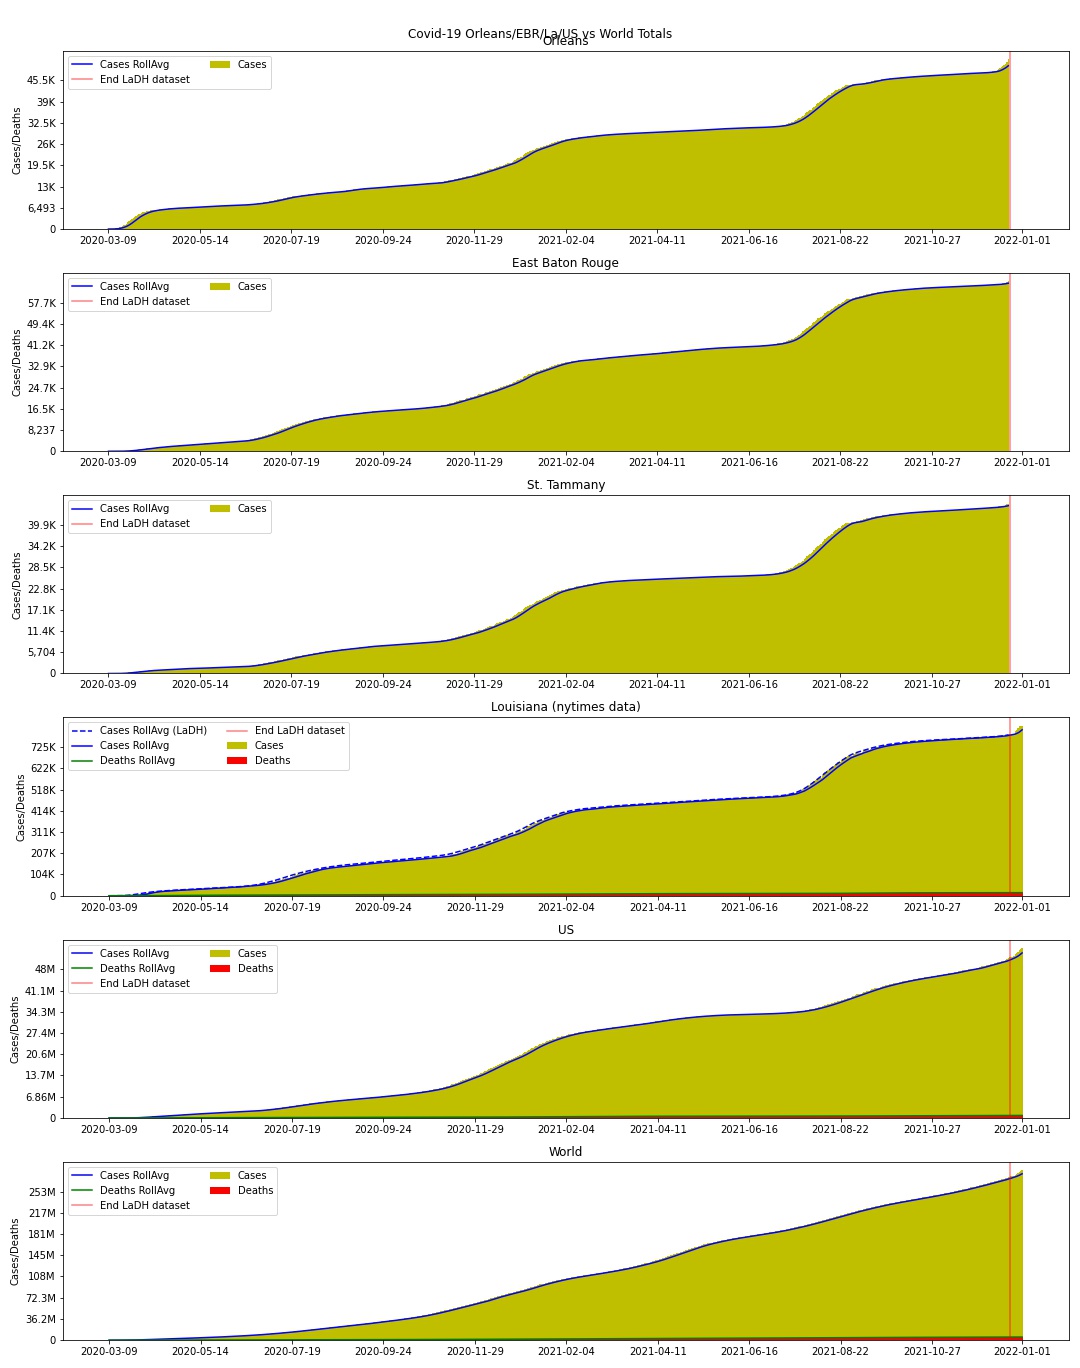 Covid-19 Orleans/EBR/La/US vs World Totals
Orleans
Cases RollAvg
End LaDH dataset
Cases
Cases/Deaths
45.5K
39K
32.5K
26K
19.5K
13K
6,493
0
2020-03-09 2020-05-14 2020-07-19 2020-09-24 2020-11-29 2021-02-04 2021-04-11 2021-06-16 2021-08-22 2021-10-27 2022-01-01
East Baton Rouge
Cases RollAvg
End LaDH dataset
Cases
Cases/Deaths
57.7K
49.4K
41.2K
32.9K
24.7K
16.5K
8,237
0
2020-03-09 2020-05-14 2020-07-19 2020-09-24 2020-11-29 2021-02-04 2021-04-11 2021-06-16 2021-08-22 2021-10-27 2022-01-01
St. Tammany
Cases RollAvg
End LaDH dataset
Cases
Cases/Deaths
39.9K
34.2K
28.5K
22.8K
17.1K
11.4K
5,704
0
2020-03-09 2020-05-14 2020-07-19 2020-09-24 2020-11-29 2021-02-04 2021-04-11 2021-06-16 2021-08-22 2021-10-27 2022-01-01
Louisiana (nytimes data)
Cases RollAvg (LaDH)
Cases RollAvg
Deaths RollAvg
End LaDH dataset
Cases
Deaths
Cases/Deaths
725K
622K
518K
414K
311K
207K
104K
0
2020-03-09 2020-05-14 2020-07-19 2020-09-24 2020-11-29 2021-02-04 2021-04-11 2021-06-16 2021-08-22 2021-10-27 2022-01-01
US
Cases RollAvg
Deaths RollAvg
End LaDH dataset
Cases
Deaths
Cases/Deaths
48M
41.1M
34.3M
27.4M
20.6M
13.7M
6.86M
0
2020-03-09 2020-05-14 2020-07-19 2020-09-24 2020-11-29 2021-02-04 2021-04-11 2021-06-16 2021-08-22 2021-10-27 2022-01-01
World
Cases RollAvg
Deaths RollAvg
End LaDH dataset
Cases
Deaths
Cases/Deaths
253M
217M
181M
145M
108M
72.3M
36.2M
0
2020-03-09 2020-05-14 2020-07-19 2020-09-24 2020-11-29 2021-02-04 2021-04-11 2021-06-16 2021-08-22 2021-10-27 2022-01-01